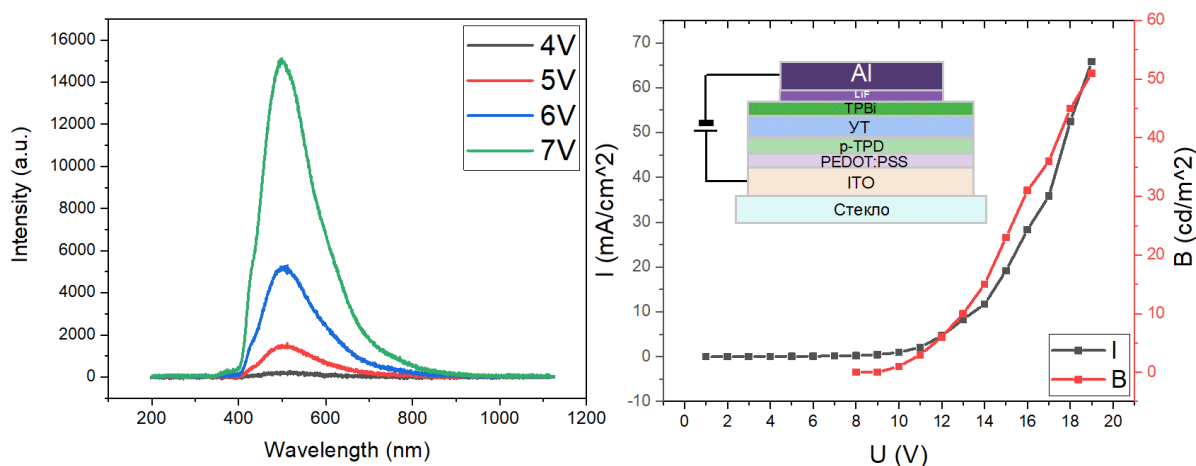 16000
14000
12000
10000
8000
6000
4000
2000
0
Intensity (a.u.)
200 400 600 800 1000 1200
Wavelength (nm)
4V
5V
6V
7V
70
60
50
40
30
20
10
0
-10
I (mA/cm^2)
Al
LiF
TPBi
УТ
p-TPD
PEDOT:PSS
ITO
Стекло
I
B
0 1 2 4 6 8 10 12 14 16 18 20
U (V)
60
50
40
30
20
10
0
B (cd/m^2)